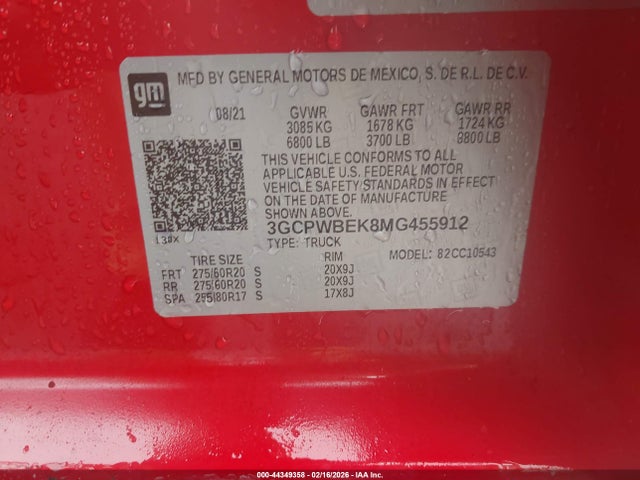 gm MFD BY GENERAL MOTORS DE MEXICO, S. DE R.L. DE C.V.
08/21 GVWR GAWR FRT GAWR RR
3085 KG 1678 KG 1724 KG
6800 LB 3700 LB 3800 LB
THIS VEHICLE CONFORMS TO ALL
APPLICABLE U.S. FEDERAL MOTOR
VEHICLE SAFETY/STANDARDS IN EFFECT
ON THE DATE OF MANUFACTURE
SHOWN ABOVE.
3GCPWBEK8MG455912
TYPE: TRUCK MODEL: 82CC10543
TIRE SIZE RIM
FRT 275/60R20 S 20X9J
RR 275/60R20 S 20X9J
SPA 255/80R17 S 17X8J
000-44349358 - 02/16/2026 - IAAI.COM